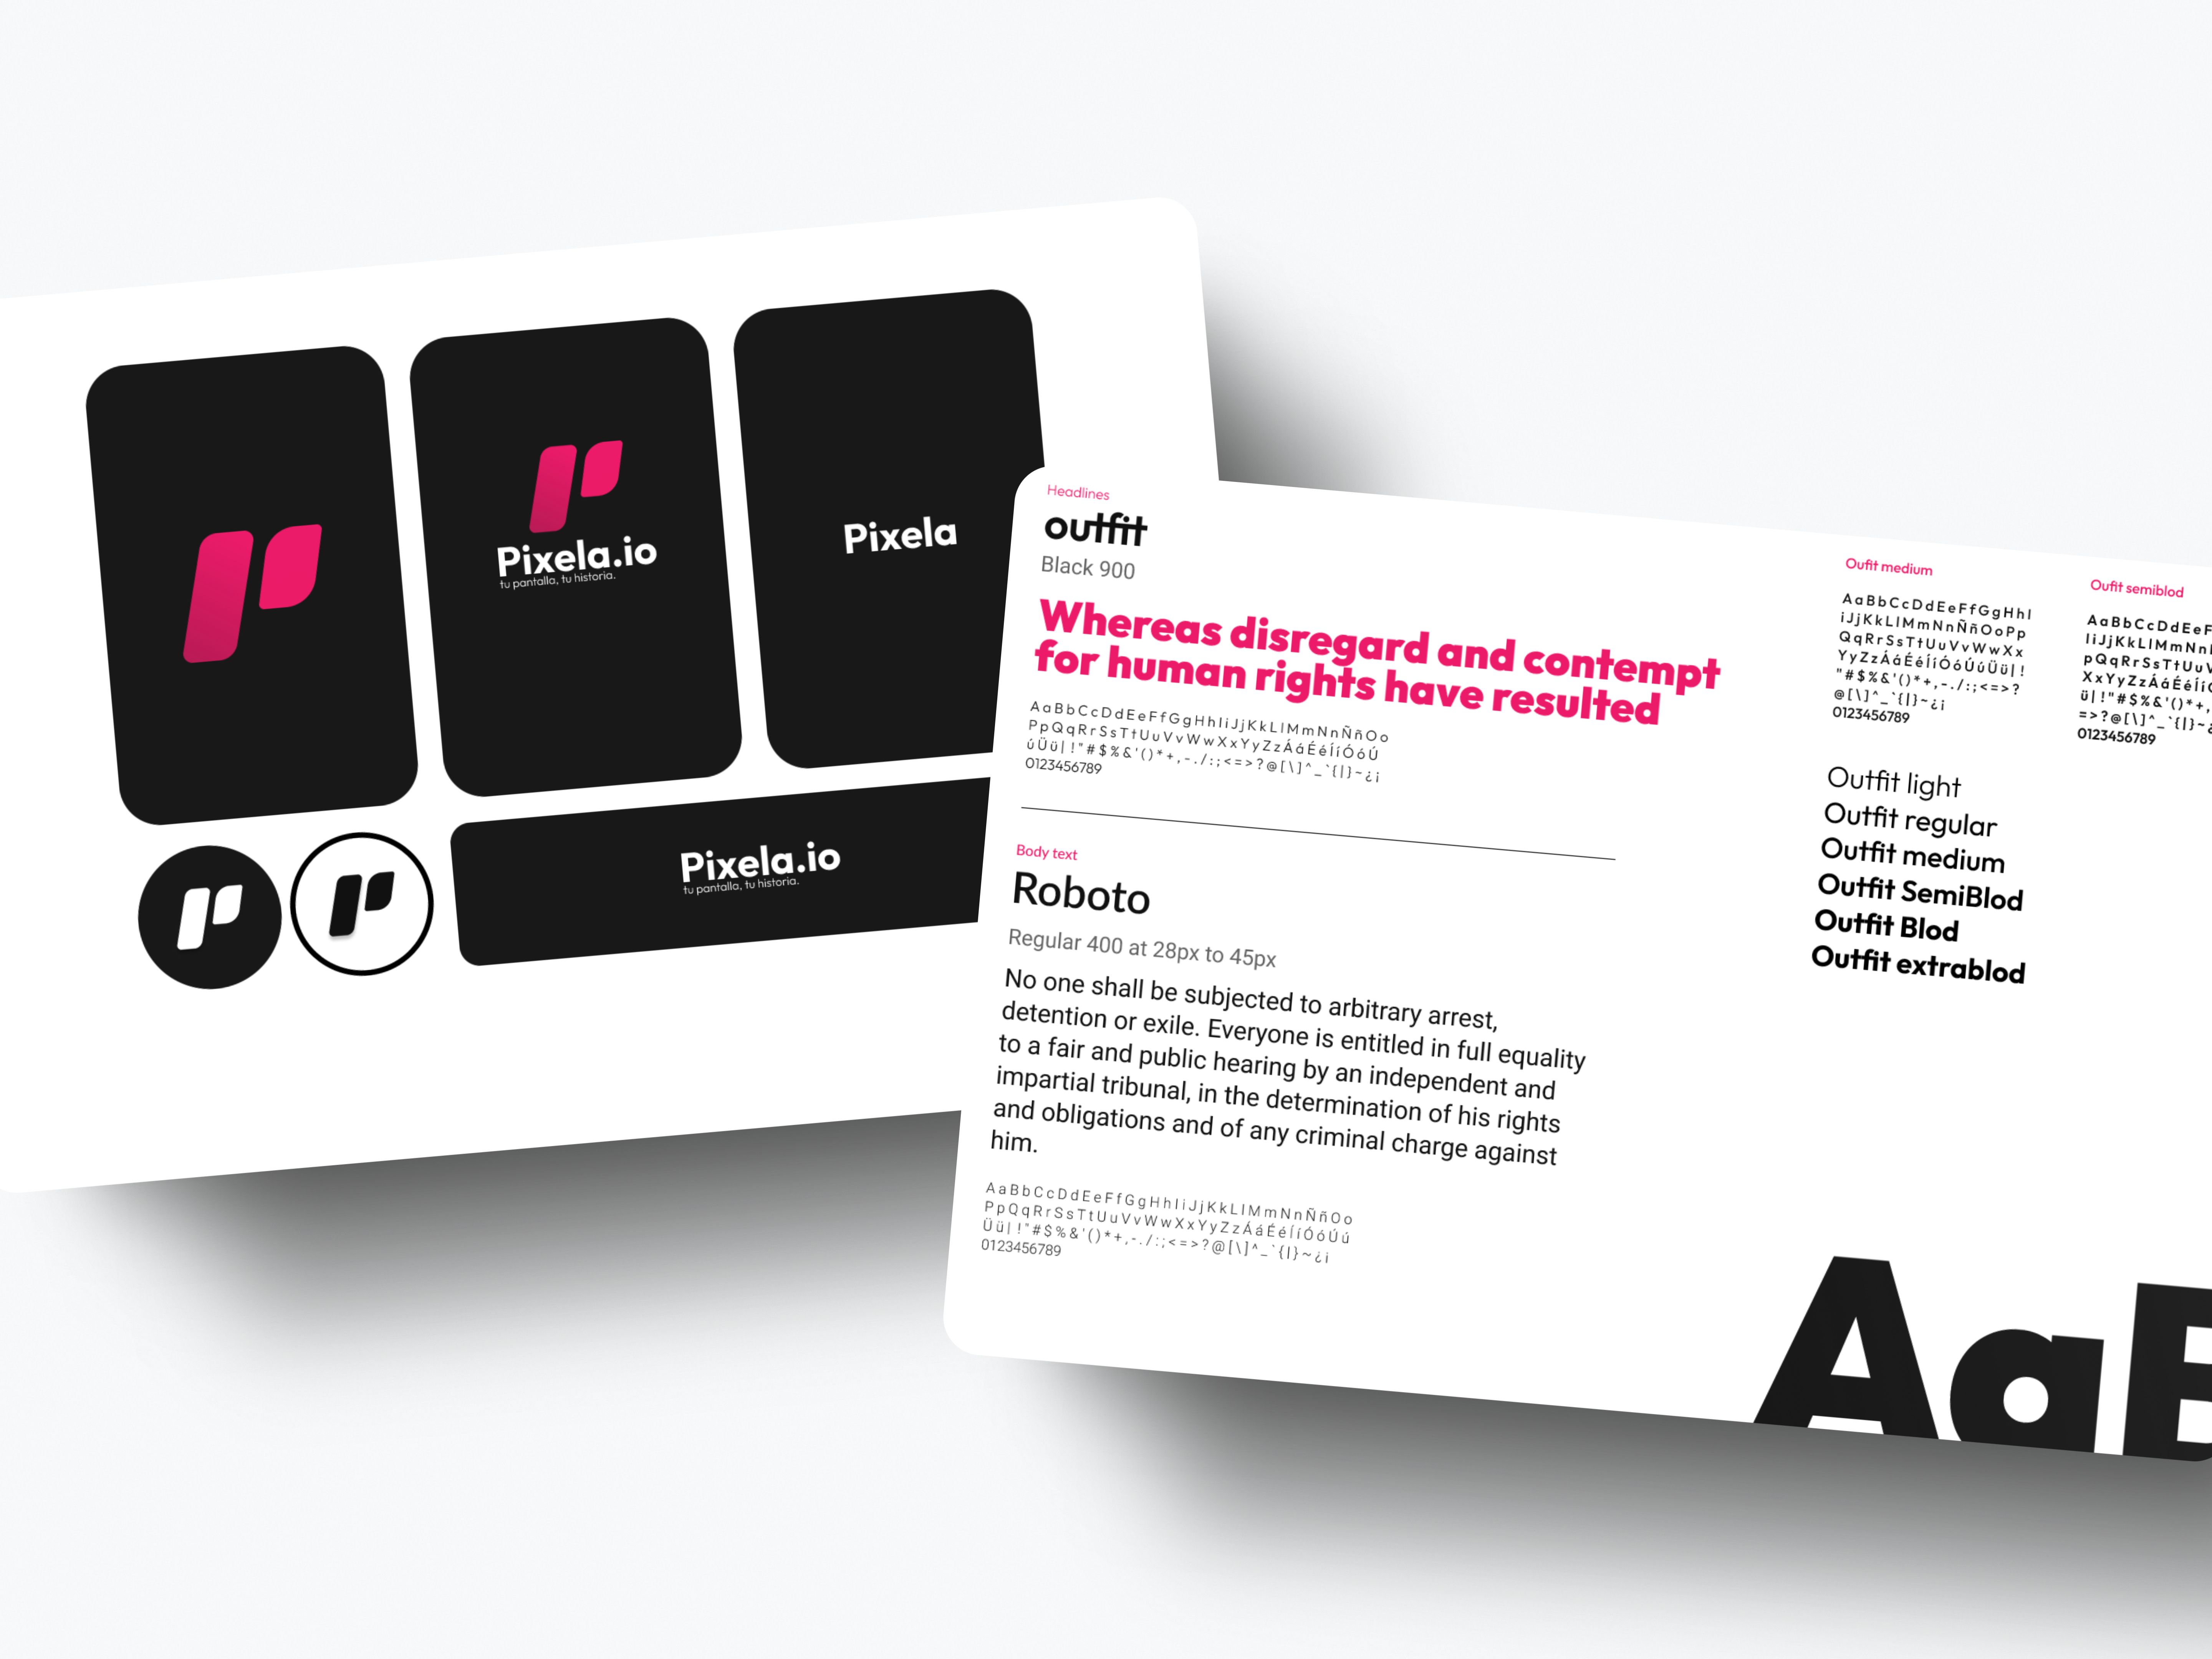 Pixela.io
tu pantalla, tu historia.
Pixela
Pixela.io
tu pantalla, tu historia.
Headlines
outfit
Black 900
Whereas disregard and contempt
for human rights have resulted
AaBbCcDdEeFfGgHhIiJjKkLlMmNnÑñOo
PpQqRrSsTtUuVvWwXxYyZzÁáÉéÍíÓóÚ
úÜü|!"#$%&'()*+,-./:;<=>?@[\]^_`{|}~¿¡
0123456789
Body text
Roboto
Regular 400 at 28px to 45px
No one shall be subjected to arbitrary arrest,
detention or exile. Everyone is entitled in full equality
to a fair and public hearing by an independent and
impartial tribunal, in the determination of his rights
and obligations and of any criminal charge against
him.
AaBbCcDdEeFfGgHhIiJjKkLlMmNnÑñOo
PpQqRrSsTtUuVvWwXxYyZzÁáÉéÍíÓóÚú
Üü|!"#$%&'()*+,-./:;<=>?@[\]^_`{|}~¿¡
0123456789
Oufit medium
AaBbCcDdEeFfGgHhI
iJjKkLlMmNnÑñOoPp
QqRrSsTtUuVvWwXx
YyZzÁáÉéÍíÓóÚúÜü|!
"#$%&'()*+,-./:;<=>?
@[\]^_`{|}~¿¡
0123456789
Oufit semiblod
AaBbCcDdEeF
IiJjKkLlMmNn
pQqRrSsTtUuV
XxYyZzÁáÉéÍí
ü|!"#$%&'()*+,
=>?@[\]^_`{|}~¿
0123456789
Outfit light
Outfit regular
Outfit medium
Outfit SemiBlod
Outfit Blod
Outfit extrablod
AaB